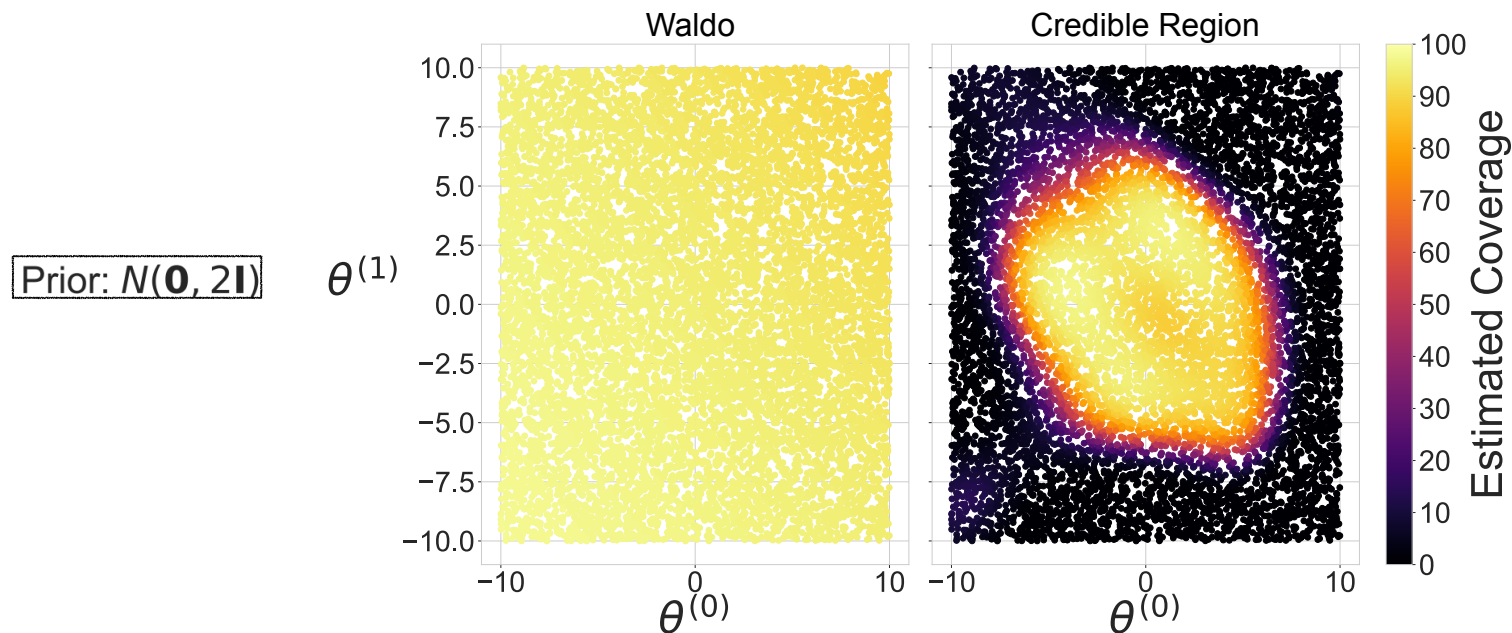 Waldo
Credible Region
Prior: N(𝟎, 2𝐈)
θ^(1)
10.0
7.5
5.0
2.5
0.0
−2.5
−5.0
−7.5
−10.0
−10 0 10
θ^(0)
−10 0 10
θ^(0)
100
90
80
70
60
50
40
30
20
10
0
Estimated Coverage